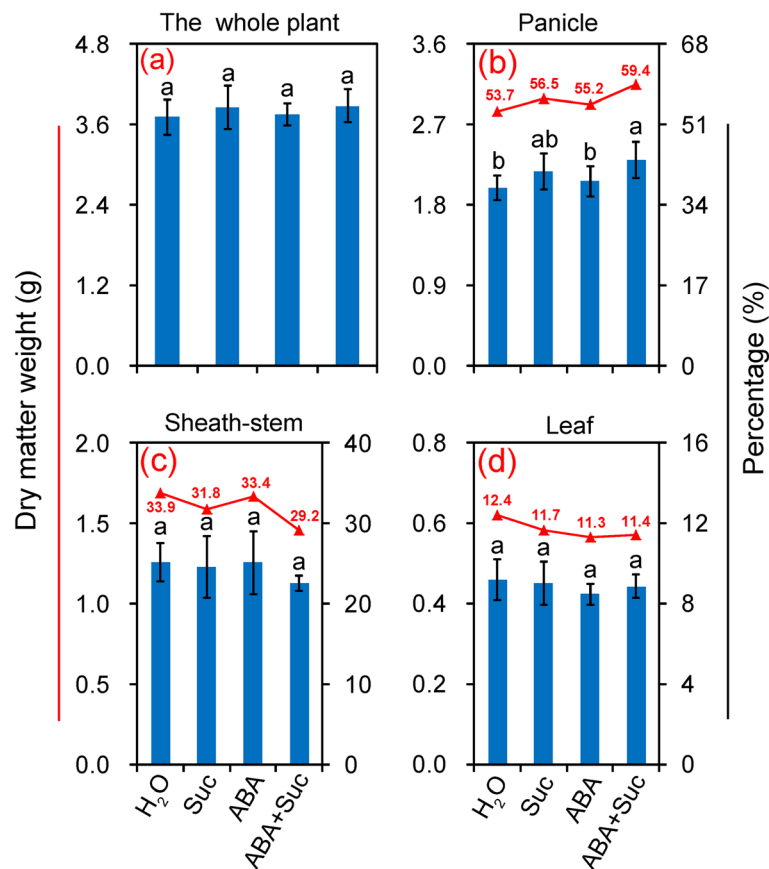 The whole plant
Panicle
4.8
3.6
2.4
1.2
0.0
(a)
a a a a
3.6
2.7
1.8
0.9
0.0
(b)
53.7 56.5 55.2 59.4
b ab b a
68
51
34
17
0
Dry matter weight (g)
Percentage (%)
Sheath-stem
Leaf
2.0
1.5
1.0
0.5
0.0
(c)
33.9 31.8 33.4 29.2
a a a a
40
30
20
10
0
0.8
0.6
0.4
0.2
0.0
(d)
12.4 11.7 11.3 11.4
a a a a
16
12
8
4
0
H₂O Suc ABA ABA+Suc
H₂O Suc ABA ABA+Suc